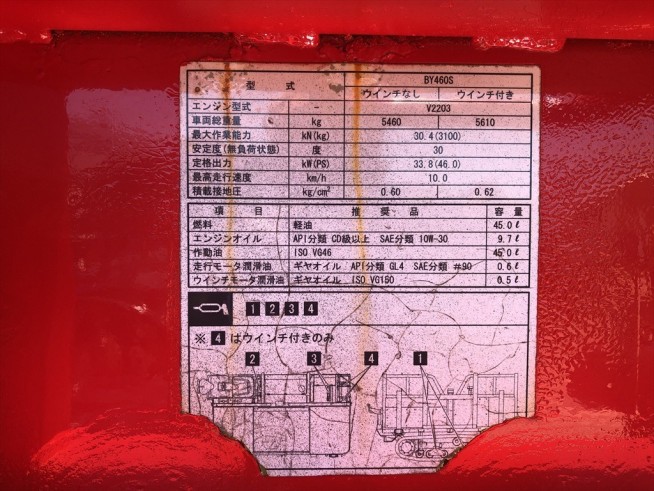 型 式 BY460S
ウインチなし ウインチ付き
エンジン型式 - V2203
車両総重量 kg 5460 5610
最大作業能力 kN(kg) 30.4(3100)
安定度(無負荷状態) 度 30
定格出力 kW(PS) 33.8(46.0)
最高走行速度 km/h 10.0
積載接地圧 kg/cm² 0.60 0.62
項 目 推 奨 品 容 量
燃料 軽油 45.0ℓ
エンジンオイル API分類 CD級以上 SAE分類 10W-30 9.7ℓ
作動油 ISO VG46 45.0ℓ
走行モータ潤滑油 ギヤオイル API分類 GL4 SAE分類 #90 0.6ℓ
ウインチモータ潤滑油 ギヤオイル ISO VG150 0.5ℓ
1 2 3 4
※ 4 はウインチ付きのみ
2 3 4 1